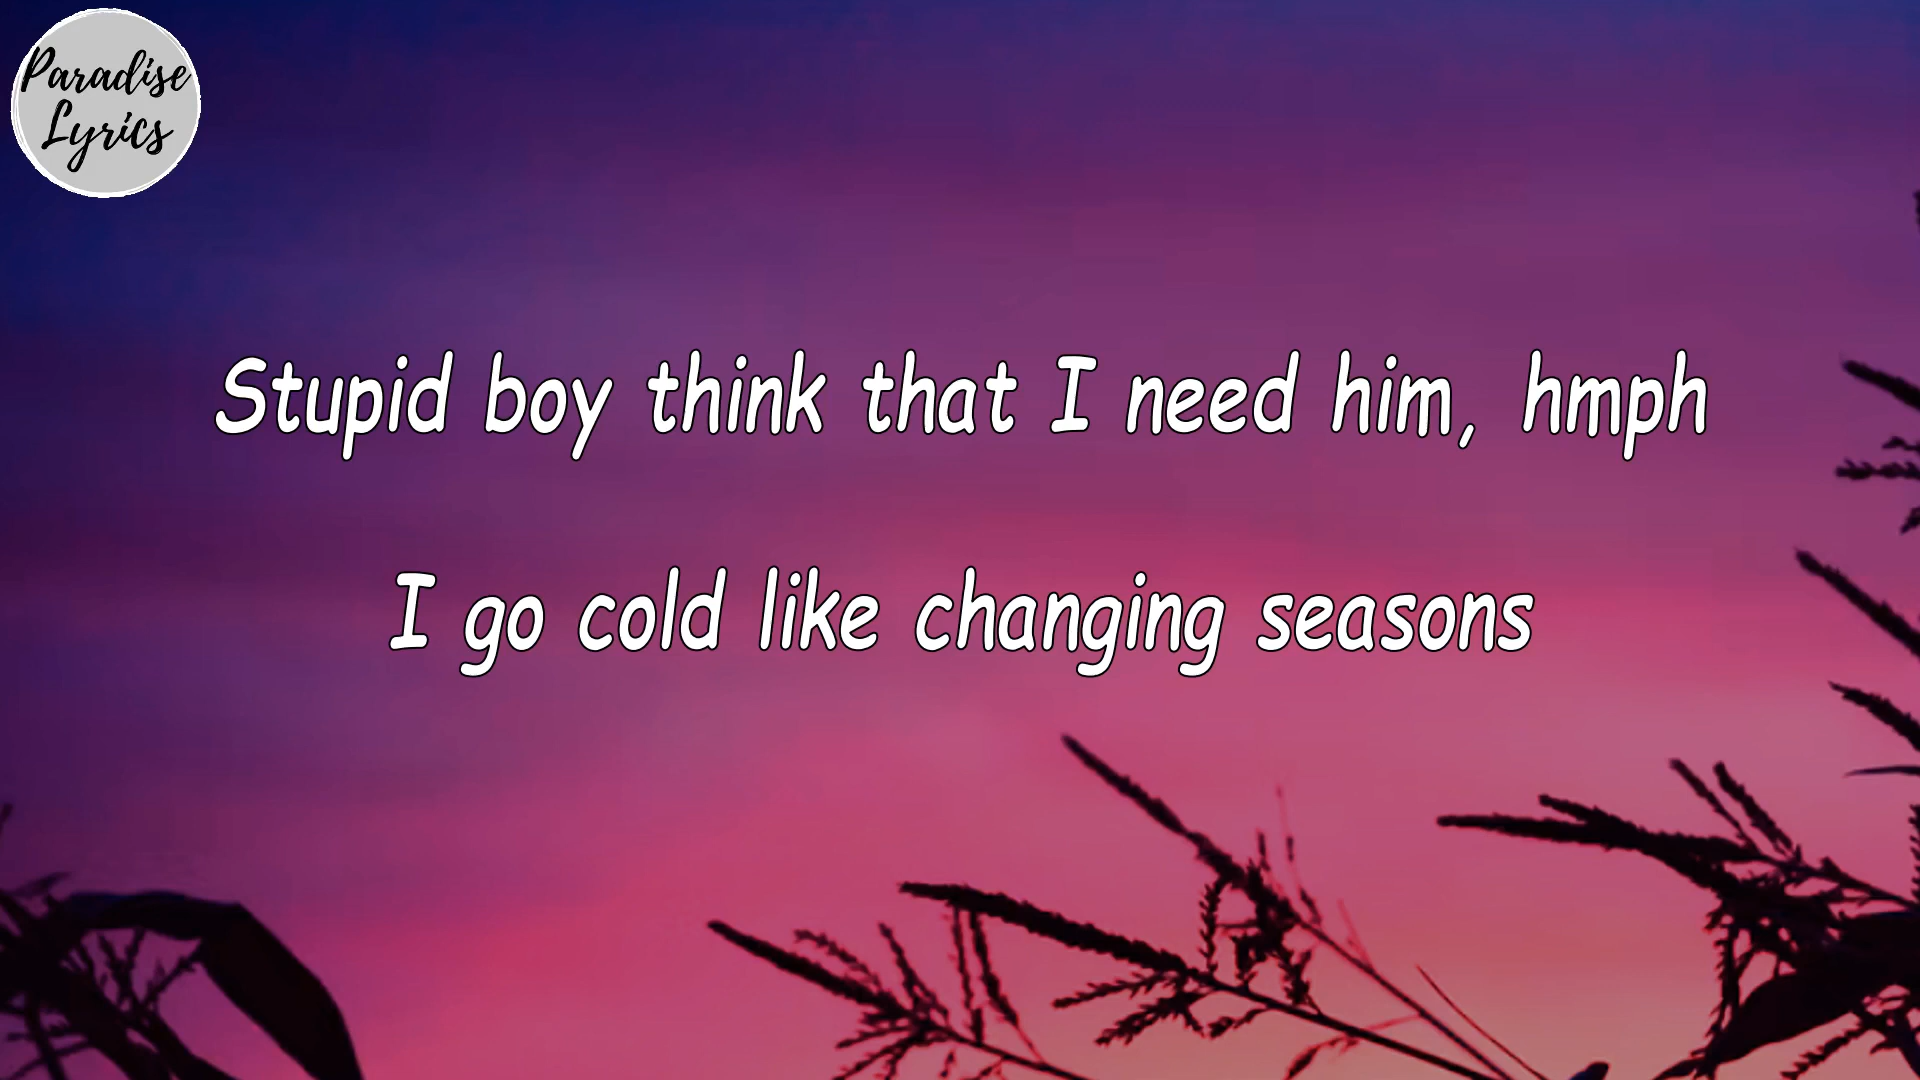 Paradise
Lyrics
Stupid boy think that I need him, hmph
I go cold like changing seasons